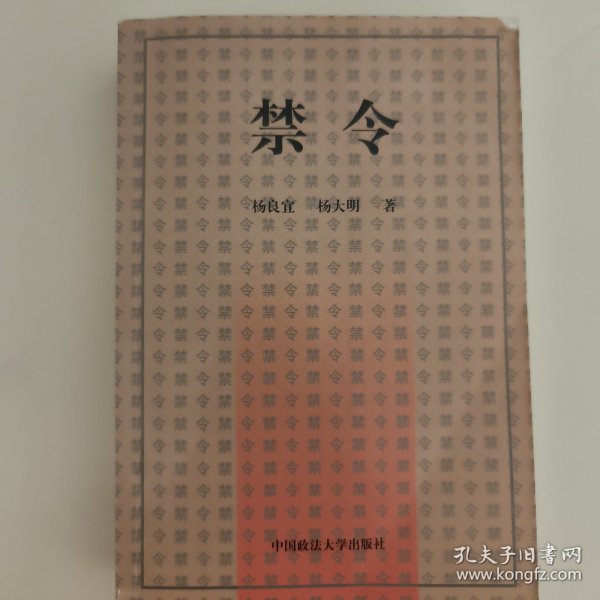 禁令
杨良宜 杨大明 著
中国政法大学出版社
孔夫子旧书网
www.kongfz.com